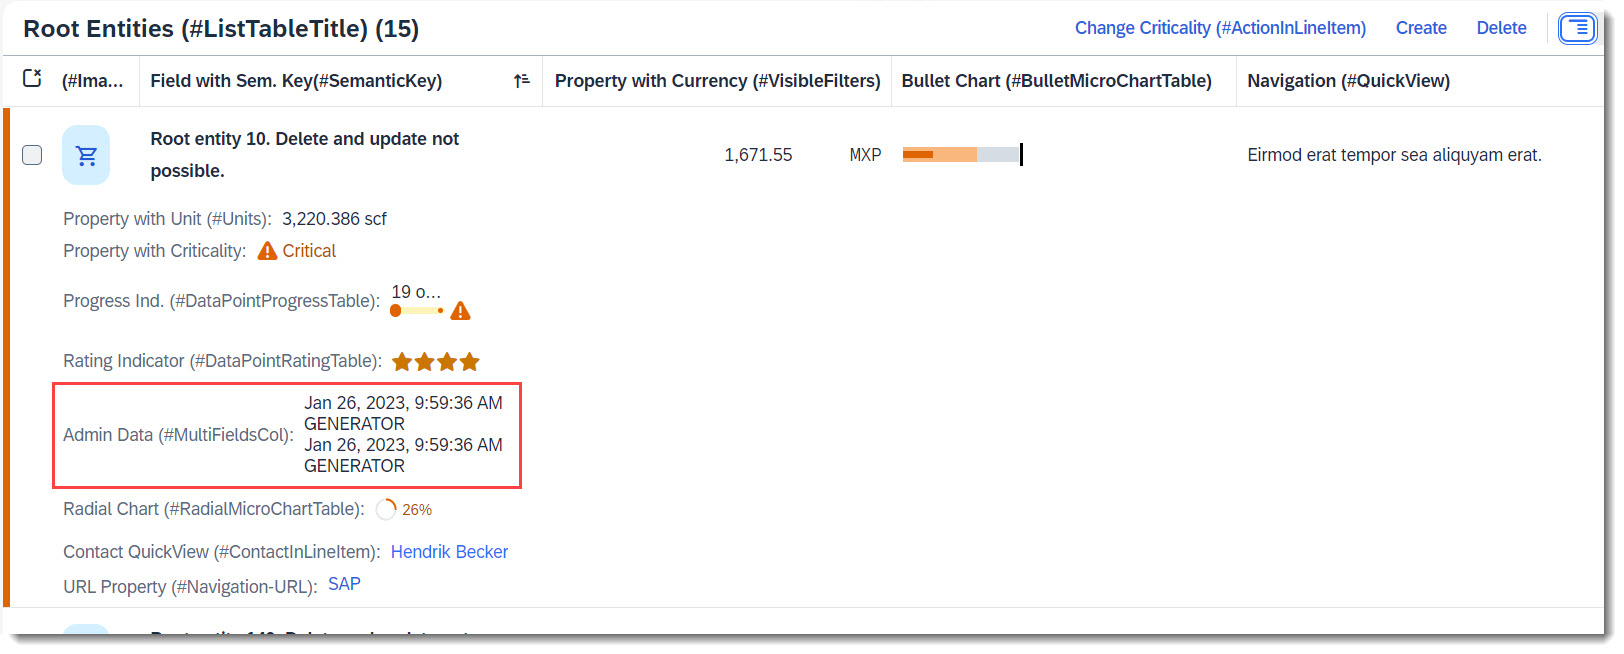 Root Entities (#ListTableTitle) (15)
Change Criticality (#ActionInLineItem)
Create
Delete
(#Ima...
Field with Sem. Key(#SemanticKey)
Property with Currency (#VisibleFilters)
Bullet Chart (#BulletMicroChartTable)
Navigation (#QuickView)
Root entity 10. Delete and update not
possible.
1,671.55 MXP
Eirmod erat tempor sea aliquyam erat.
Property with Unit (#Units): 3,220.386 scf
Property with Criticality: Critical
Progress Ind. (#DataPointProgressTable): 19 o...
Rating Indicator (#DataPointRatingTable):
Admin Data (#MultiFieldsCol):
Jan 26, 2023, 9:59:36 AM
GENERATOR
Jan 26, 2023, 9:59:36 AM
GENERATOR
Radial Chart (#RadialMicroChartTable): 26%
Contact QuickView (#ContactInLineItem): Hendrik Becker
URL Property (#Navigation-URL): SAP